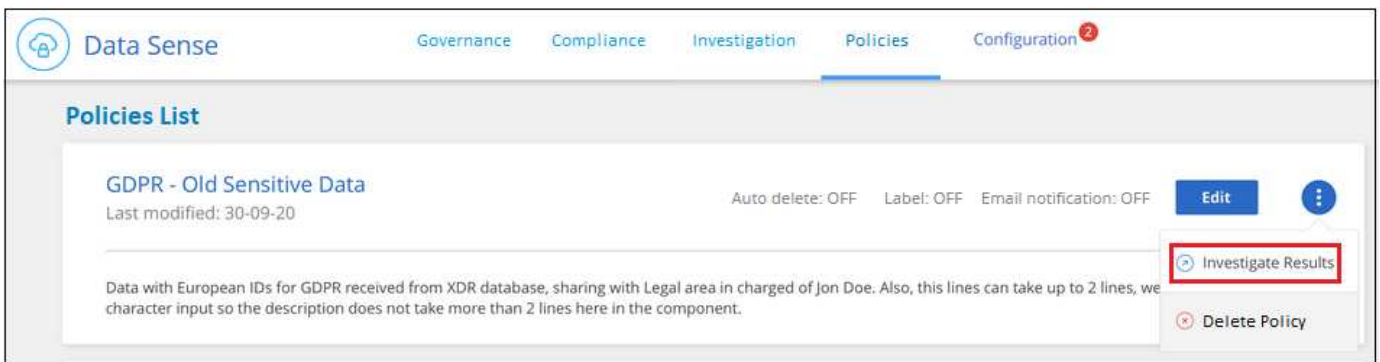 Data Sense Governance Compliance Investigation Policies Configuration 2
Policies List
GDPR - Old Sensitive Data
Last modified: 30-09-20
Auto delete: OFF Label: OFF Email notification: OFF Edit
Investigate Results
Data with European IDs for GDPR received from XDR database, sharing with Legal area in charged of Jon Doe. Also, this lines can take up to 2 lines, we
character input so the description does not take more than 2 lines here in the component.
Delete Policy